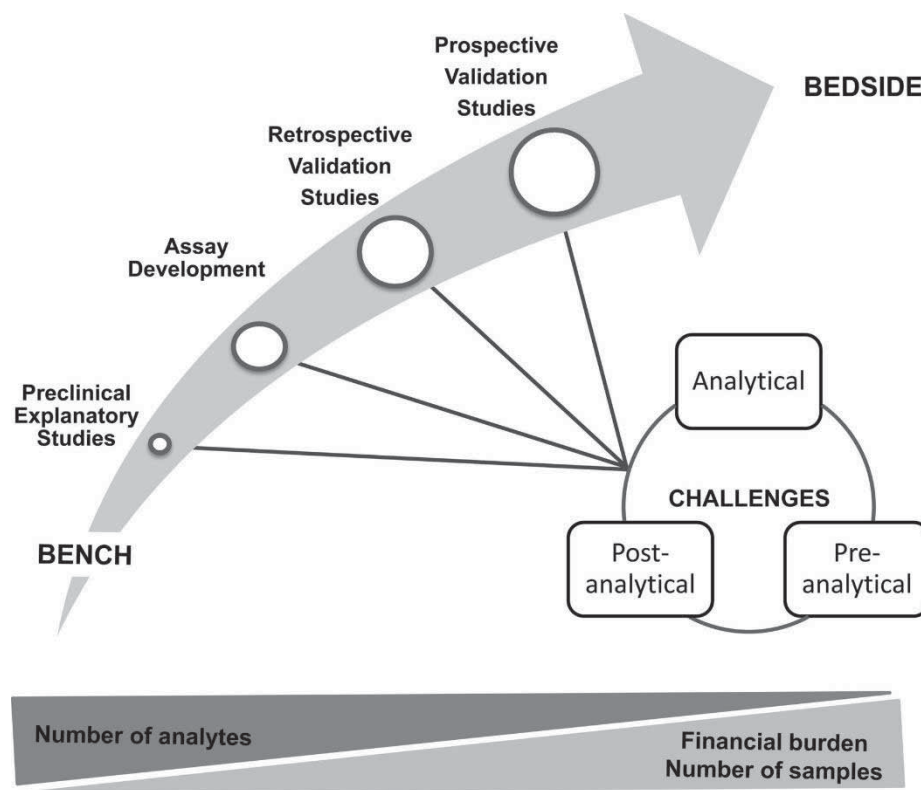 Prospective
Validation
Studies
BEDSIDE
Retrospective
Validation
Studies
Assay
Development
Preclinical
Explanatory
Studies
BENCH
Analytical
CHALLENGES
Post-
analytical
Pre-
analytical
Number of analytes
Financial burden
Number of samples